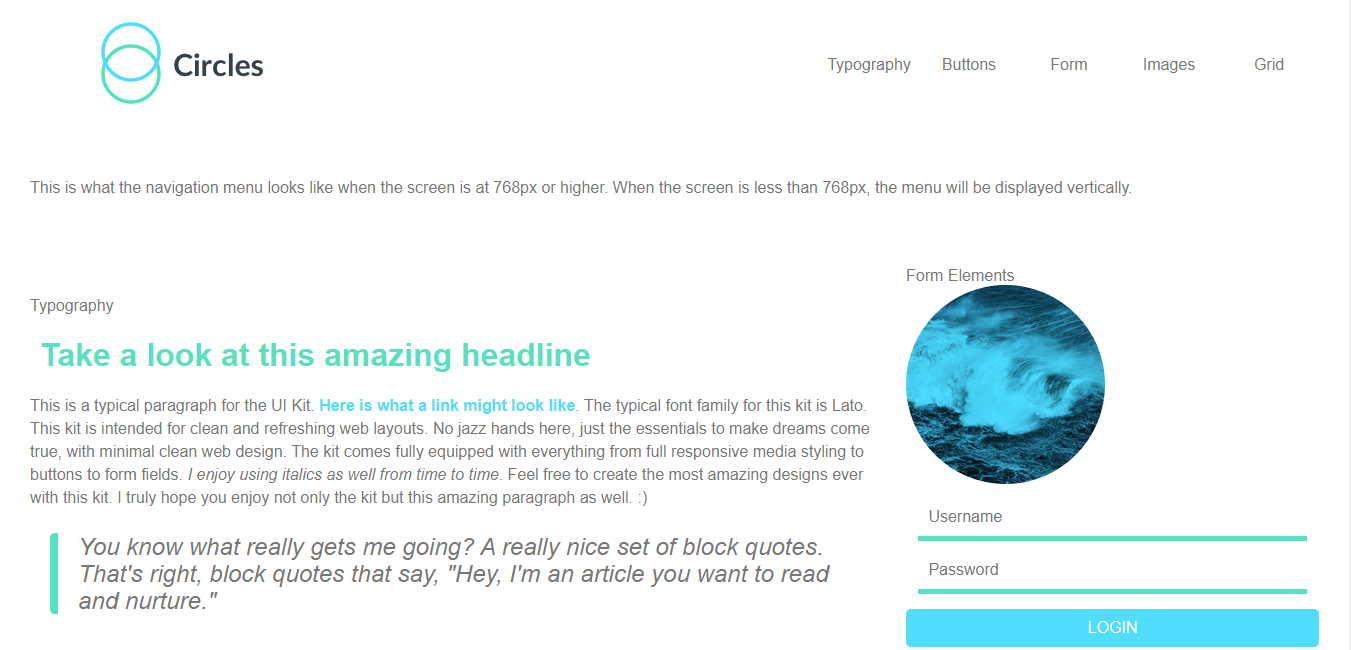 Circles
Typography Buttons Form Images Grid
This is what the navigation menu looks like when the screen is at 768px or higher. When the screen is less than 768px, the menu will be displayed vertically.
Typography
Take a look at this amazing headline
This is a typical paragraph for the UI Kit. Here is what a link might look like. The typical font family for this kit is Lato.
This kit is intended for clean and refreshing web layouts. No jazz hands here, just the essentials to make dreams come
true, with minimal clean web design. The kit comes fully equipped with everything from full responsive media styling to
buttons to form fields. I enjoy using italics as well from time to time. Feel free to create the most amazing designs ever
with this kit. I truly hope you enjoy not only the kit but this amazing paragraph as well. :)
You know what really gets me going? A really nice set of block quotes.
That's right, block quotes that say, "Hey, I'm an article you want to read
and nurture."
Form Elements
Username
Password
LOGIN